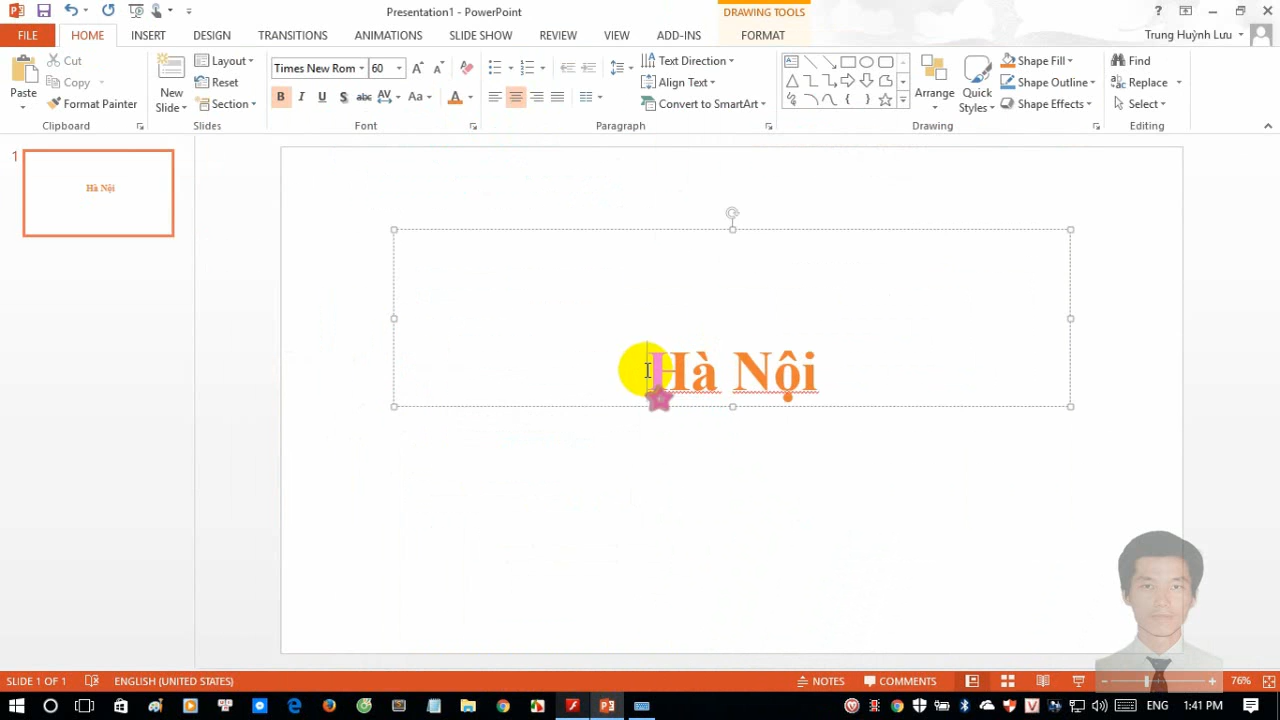 Presentation1 - PowerPoint
DRAWING TOOLS
?
FILE HOME INSERT DESIGN TRANSITIONS ANIMATIONS SLIDE SHOW REVIEW VIEW ADD-INS FORMAT
Trung Huỳnh Lưu
Paste
Cut
Copy
Format Painter
Clipboard
New
Slide
Layout
Reset
Section
Slides
Times New Rom 60
B I U S abc AV Aa A
Font
Text Direction
Align Text
Convert to SmartArt
Paragraph
Arrange
Quick
Styles
Shape Fill
Shape Outline
Shape Effects
Drawing
Find
Replace
Select
Editing
1
Hà Nội
Hà Nội
SLIDE 1 OF 1
ENGLISH (UNITED STATES)
NOTES
COMMENTS
76%
ENG
1:41 PM